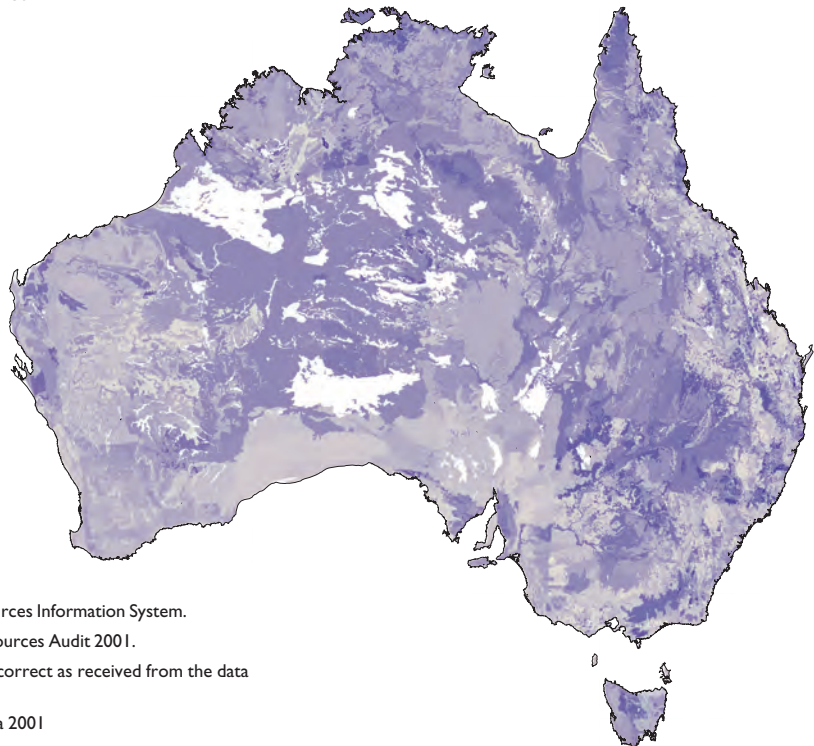 rces Information System.
ources Audit 2001.
correct as received from the data
a 2001